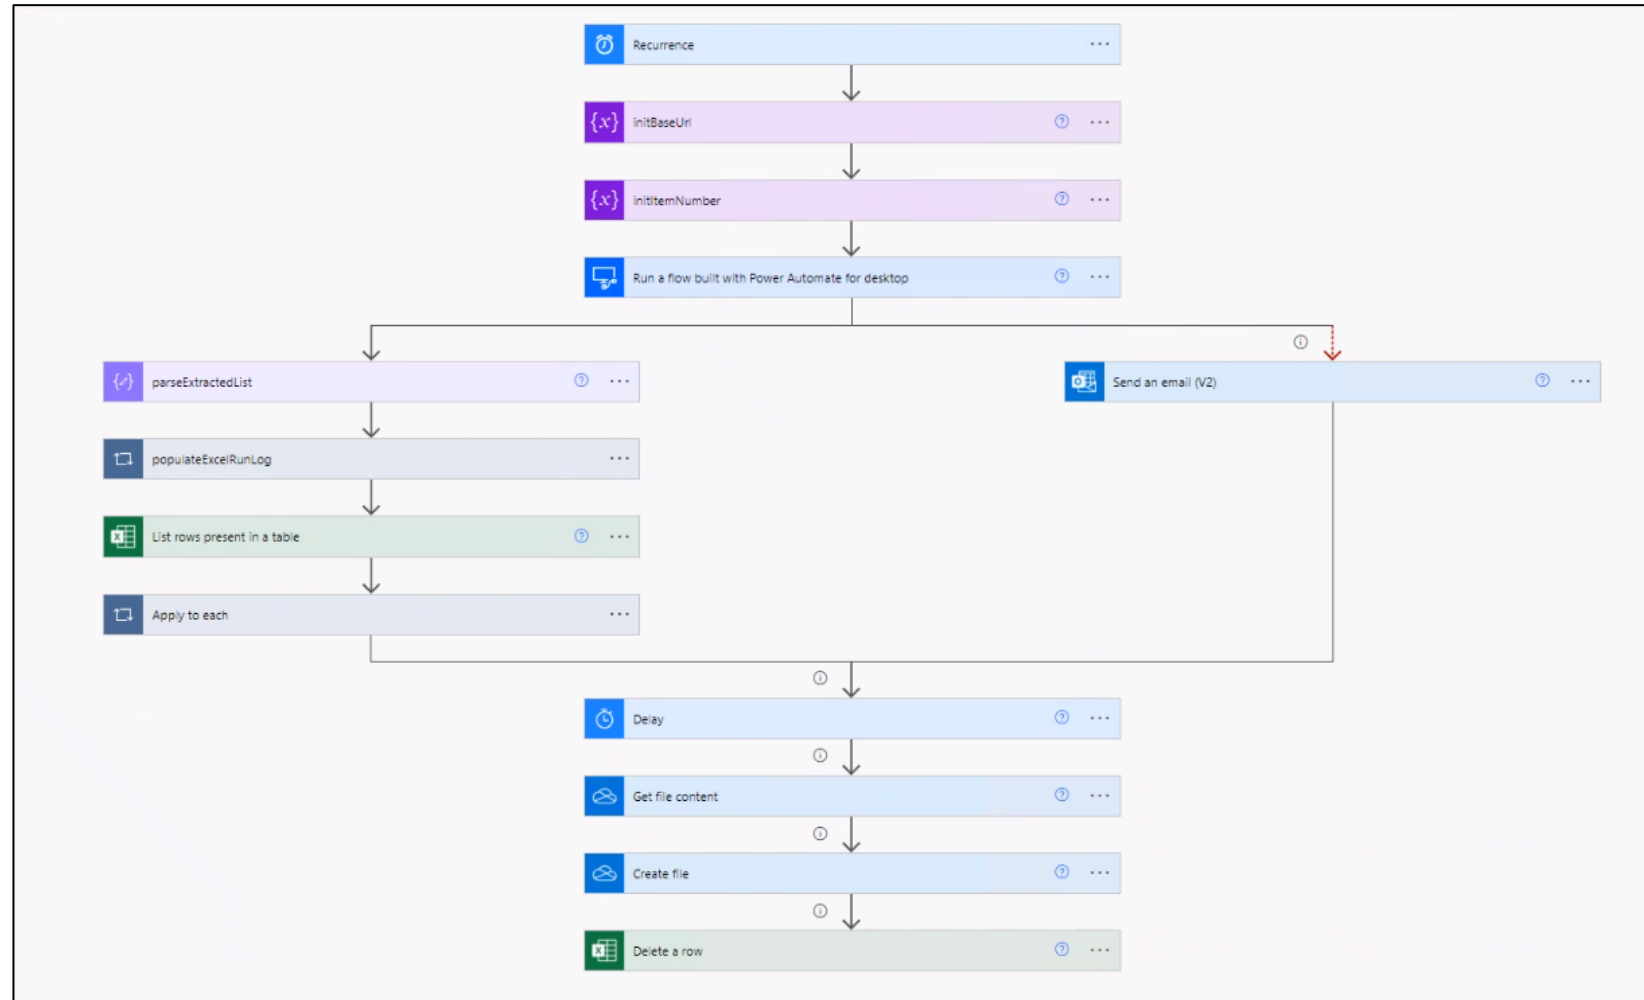 Recurrence
{x} initBaseUrl
{x} initItemNumber
Run a flow built with Power Automate for desktop
parseExtractedList
Send an email (V2)
populateExcelRunLog
List rows present in a table
Apply to each
Delay
Get file content
Create file
Delete a row